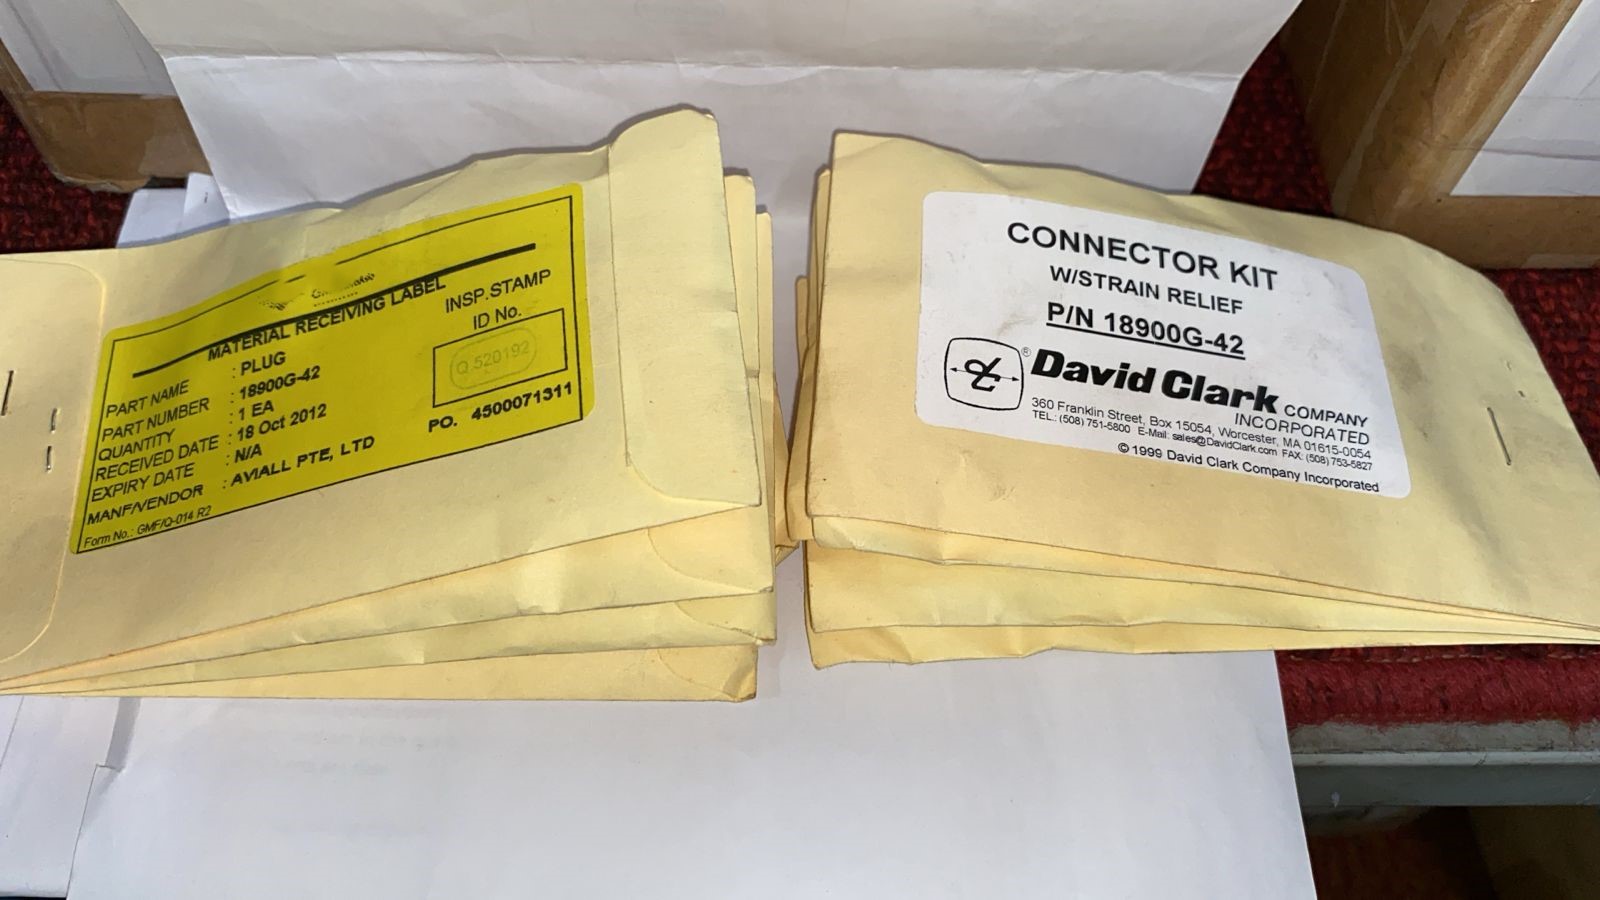 MATERIAL RECEIVING LABEL
PART NAME : PLUG
PART NUMBER : 18900G-42
QUANTITY : 1 EA
RECEIVED DATE : 18 Oct 2012
EXPIRY DATE : N/A
MANF/VENDOR : AVIALL PTE, LTD
Form No.: GMF/Q-014 R2
INSP.STAMP
ID No.
Q 520192
PO. 4500071311
CONNECTOR KIT
W/STRAIN RELIEF
P/N 18900G-42
® David Clark COMPANY
INCORPORATED
360 Franklin Street, Box 15054, Worcester, MA 01615-0054
TEL.: (508) 751-5800 E-Mail: sales@DavidClark.com FAX: (508) 753-5827
© 1999 David Clark Company Incorporated